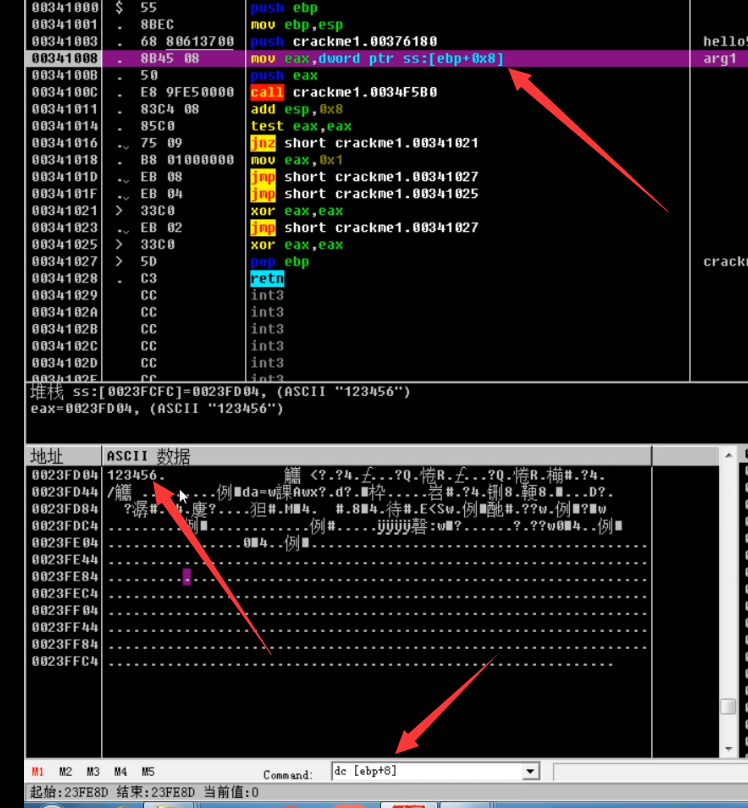 00341000 $ 55 push ebp
00341001 . 8BEC mov ebp,esp
00341003 . 68 80613700 push crackme1.00376180 hello
00341008 . 8B45 08 mov eax,dword ptr ss:[ebp+0x8] arg1
0034100B . 50 push eax
0034100C . E8 9FE50000 call crackme1.0034F5B0
00341011 . 83C4 08 add esp,0x8
00341014 . 85C0 test eax,eax
00341016 . 75 09 jnz short crackme1.00341021
00341018 . B8 01000000 mov eax,0x1
0034101D . EB 08 jmp short crackme1.00341027
0034101F . EB 04 jmp short crackme1.00341025
00341021 > 33C0 xor eax,eax
00341023 . EB 02 jmp short crackme1.00341027
00341025 > 33C0 xor eax,eax
00341027 > 5D pop ebp crackm
00341028 . C3 retn
00341029 CC int3
0034102A CC int3
0034102B CC int3
0034102C CC int3
0034102D CC int3
0034102E CC int3
堆栈 ss:[0023FCFC]=0023FD04, (ASCII "123456")
eax=0023FD04, (ASCII "123456")
地址 ASCII 数据
0023FD04 123456
0023FD44
0023FD84
0023FDC4
0023FE04
0023FE44
0023FE84
0023FEC4
0023FF04
0023FF44
0023FF84
0023FFC4
M1 M2 M3 M4 M5 Command: dc [ebp+8]
起始:23FE8D 结束:23FE8D 当前值:0